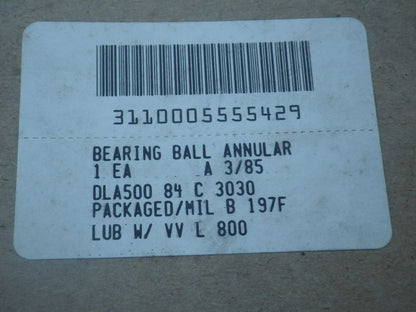 3110005555429
BEARING BALL ANNULAR
1 EA A 3/85
DLA500 84 C 3030
PACKAGED/MIL B 197F
LUB W/ VV L 800